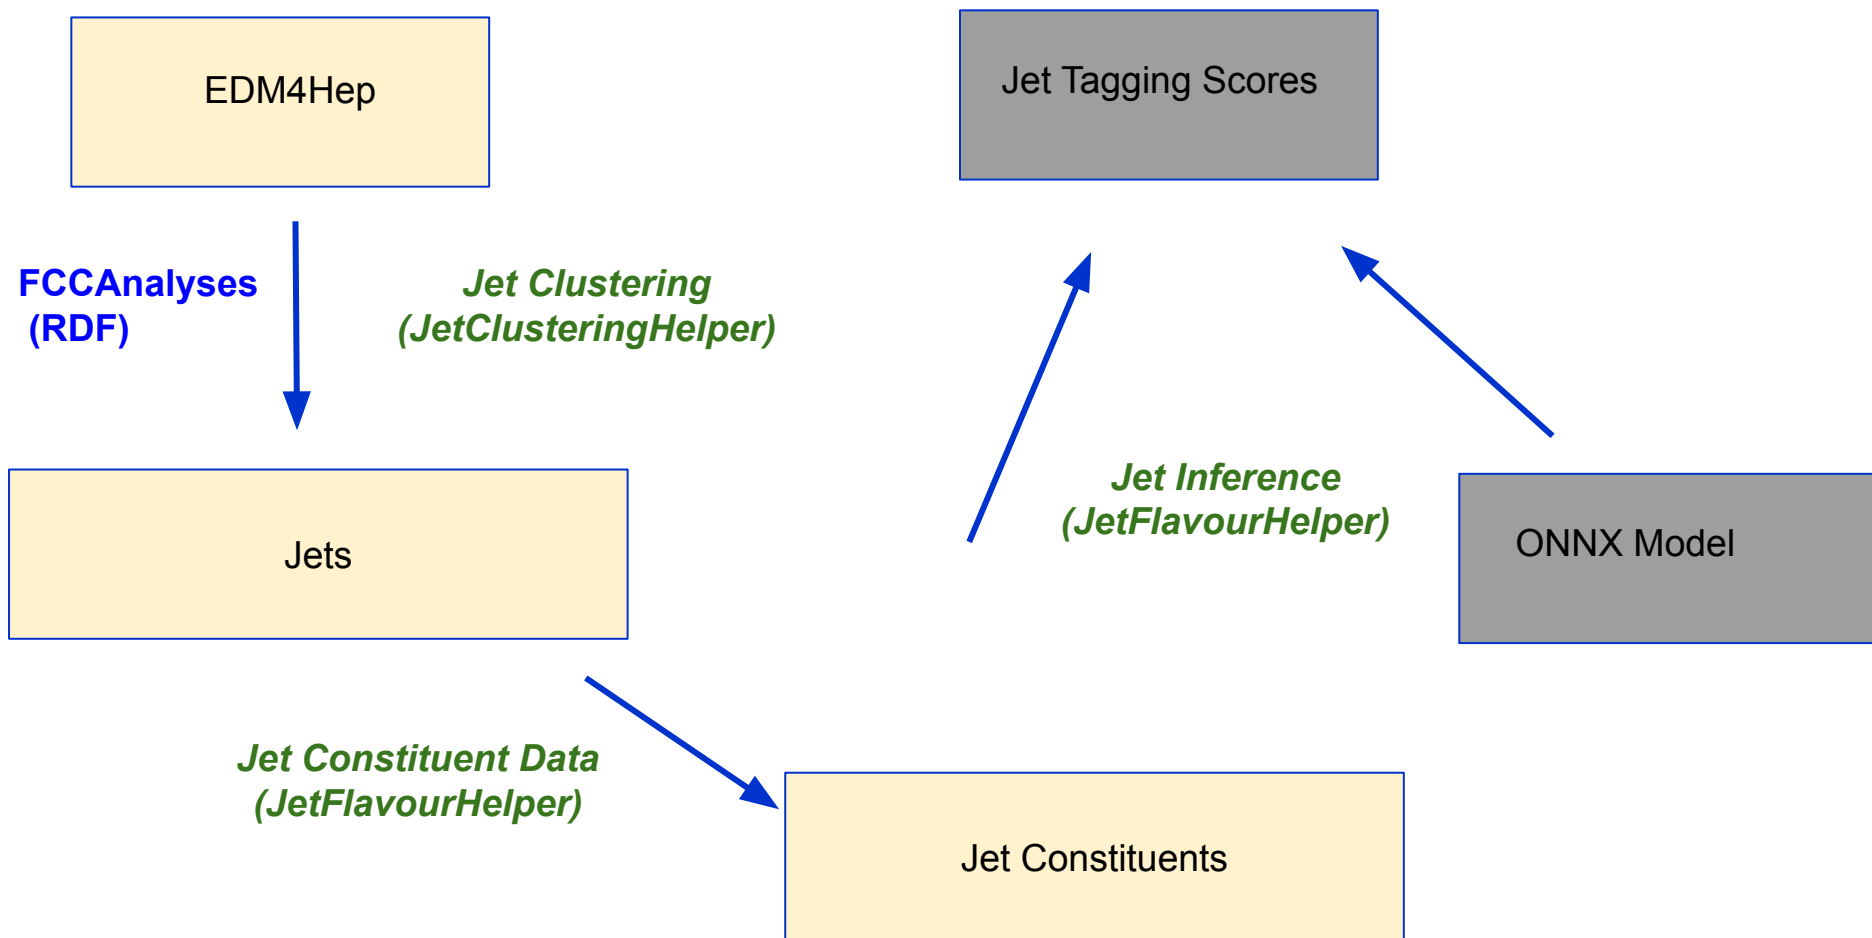 EDM4Hep
Jet Tagging Scores
FCCAnalyses
(RDF)
Jet Clustering
(JetClusteringHelper)
Jet Inference
(JetFlavourHelper)
ONNX Model
Jets
Jet Constituent Data
(JetFlavourHelper)
Jet Constituents